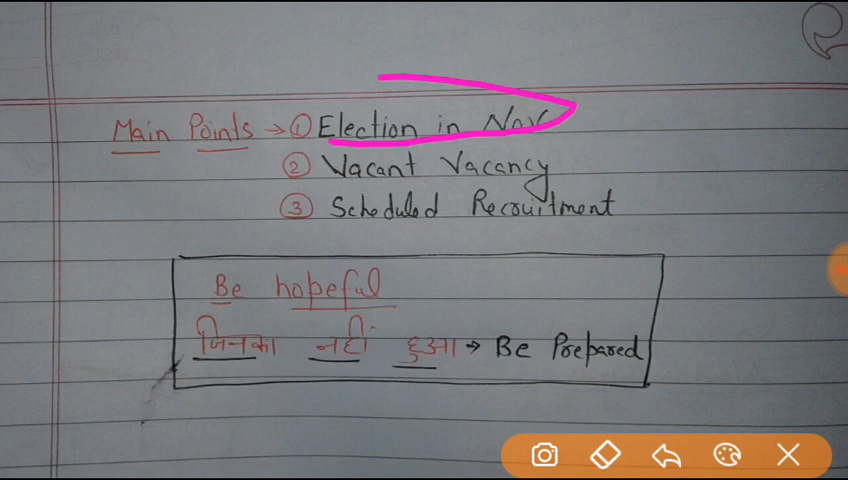 Main Points → ① Election in Nov
② Vacant Vacancy
③ Scheduled Recruitment
Be hopeful
जिनका नहीं हुआ → Be Prepared